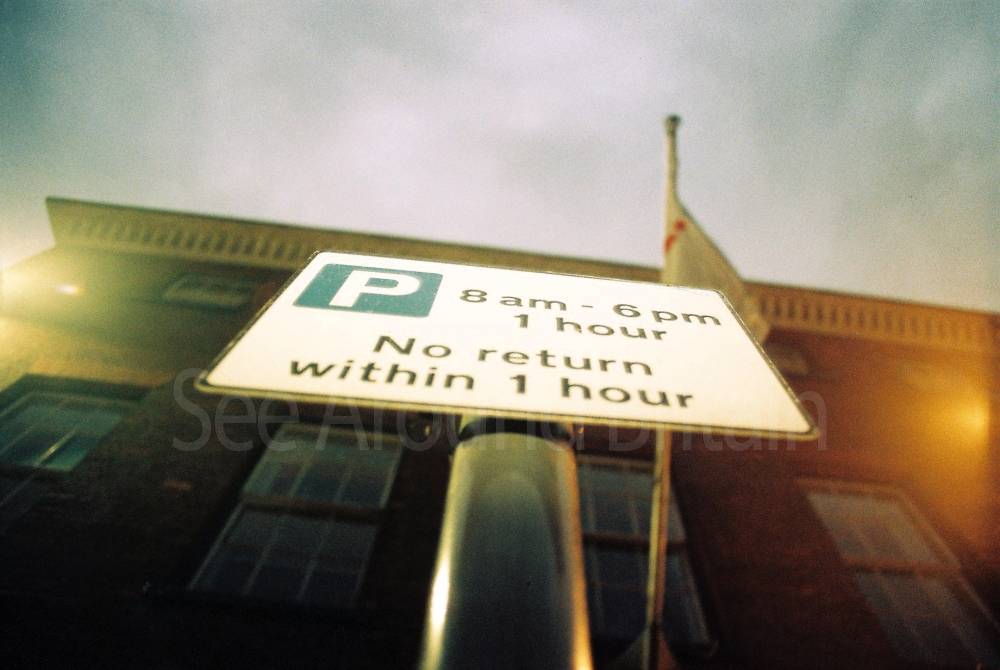 P
8 am - 6 pm
1 hour
No return
within 1 hour
See Around Britain